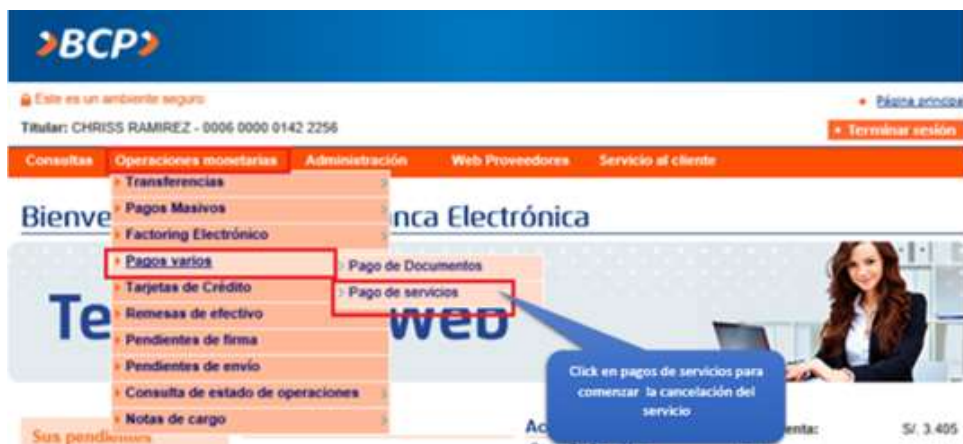 >BCP>
Este es un ambiente seguro
Página principa
Titular: CHRISS RAMIREZ - 0006 0000 0142 2256
Terminar sesión
Consultas Operaciones monetarias Administración Web Proveedores Servicio al cliente
Transferencias
Bienve nca Electrónica
Pagos Masivos
Factoring Electrónico
Pagos varios
Pago de Documentos
Tarjetas de Crédito
Pago de servicios
Te web
Remesas de efectivo
Pendientes de firma
Pendientes de envío
Click en pagos de servicios para
comenzar la cancelación del
servicio
Consulta de estado de operaciones
Notas de cargo
Sus pendientes
Ac enta: S/. 3.405